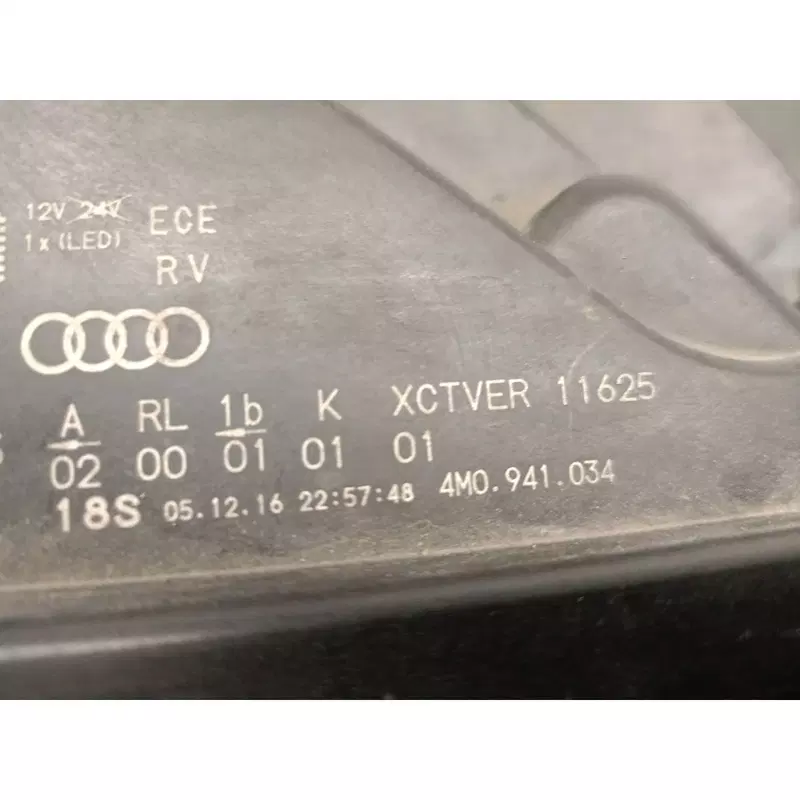 12V 24V ECE
1x (LED)
RV
A RL 1b K XCTVER 11625
02 00 01 01 01
18S 05.12.16 22:57:48 4M0.941.034